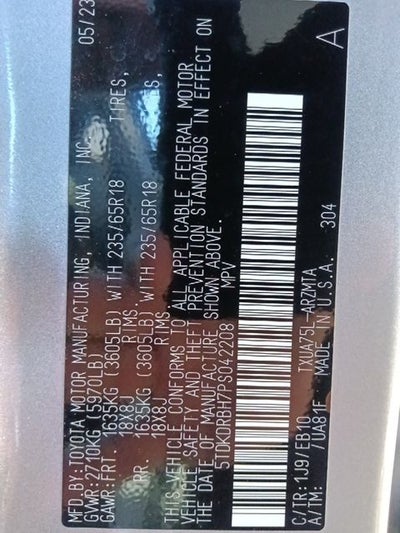 MFD.BY:TOYOTA MOTOR MANUFACTURING, INDIANA, INC. 05/23
GVWR:2710KG (5970LB)
GAWR:FRT. 1635KG (3605LB) WITH 235/65R18 TIRES,
18X8J RIMS,
RR. 1635KG (3605LB) WITH 235/65R18 TIRES,
18X8J RIMS,
THIS VEHICLE CONFORMS TO ALL APPLICABLE FEDERAL MOTOR
VEHICLE SAFETY AND THEFT PREVENTION STANDARDS IN EFFECT ON
THE DATE OF MANUFACTURE SHOWN ABOVE.
5TDKDRBH7PS042208 MPV
C/TR:1J9/EB10 TXUA75L-ARZMTA A
A/TM: /UA81F MADE IN U.S.A. 304